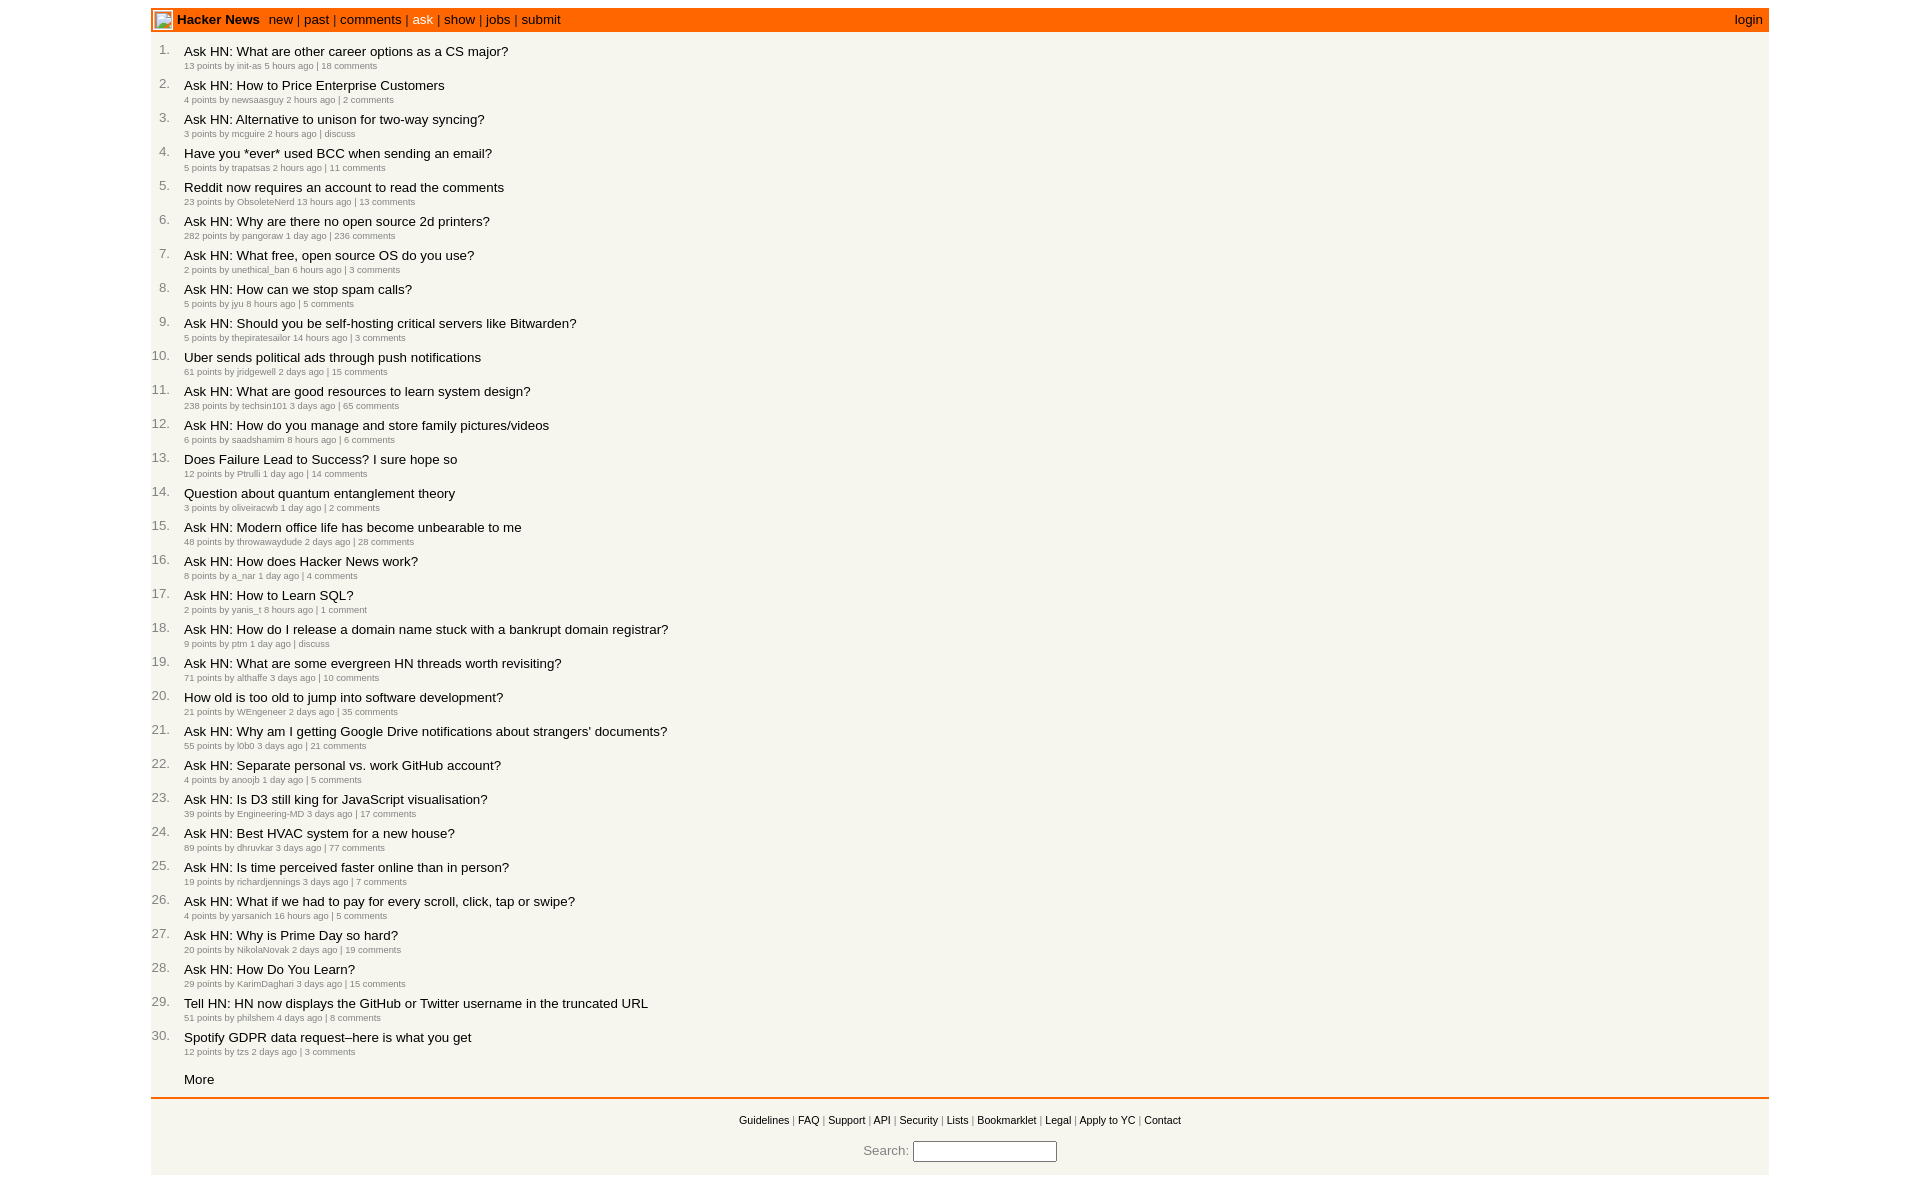 Hacker News new | past | comments | ask | show | jobs | submit login
1. Ask HN: What are other career options as a CS major?
13 points by init-as 5 hours ago | 18 comments
2. Ask HN: How to Price Enterprise Customers
4 points by newsaasguy 2 hours ago | 2 comments
3. Ask HN: Alternative to unison for two-way syncing?
3 points by mcguire 2 hours ago | discuss
4. Have you *ever* used BCC when sending an email?
5 points by trapatsas 2 hours ago | 11 comments
5. Reddit now requires an account to read the comments
23 points by ObsoleteNerd 13 hours ago | 13 comments
6. Ask HN: Why are there no open source 2d printers?
282 points by pangoraw 1 day ago | 236 comments
7. Ask HN: What free, open source OS do you use?
2 points by unethical_ban 6 hours ago | 3 comments
8. Ask HN: How can we stop spam calls?
5 points by jyu 8 hours ago | 5 comments
9. Ask HN: Should you be self-hosting critical servers like Bitwarden?
5 points by thepiratesailor 14 hours ago | 3 comments
10. Uber sends political ads through push notifications
61 points by jridgewell 2 days ago | 15 comments
11. Ask HN: What are good resources to learn system design?
238 points by techsin101 3 days ago | 65 comments
12. Ask HN: How do you manage and store family pictures/videos
6 points by saadshamim 8 hours ago | 6 comments
13. Does Failure Lead to Success? I sure hope so
12 points by Ptrulli 1 day ago | 14 comments
14. Question about quantum entanglement theory
3 points by oliveiracwb 1 day ago | 2 comments
15. Ask HN: Modern office life has become unbearable to me
48 points by throwawaydude 2 days ago | 28 comments
16. Ask HN: How does Hacker News work?
8 points by a_nar 1 day ago | 4 comments
17. Ask HN: How to Learn SQL?
2 points by yanis_t 8 hours ago | 1 comment
18. Ask HN: How do I release a domain name stuck with a bankrupt domain registrar?
9 points by ptm 1 day ago | discuss
19. Ask HN: What are some evergreen HN threads worth revisiting?
71 points by althaffe 3 days ago | 10 comments
20. How old is too old to jump into software development?
21 points by WEngeneer 2 days ago | 35 comments
21. Ask HN: Why am I getting Google Drive notifications about strangers' documents?
55 points by l0b0 3 days ago | 21 comments
22. Ask HN: Separate personal vs. work GitHub account?
4 points by anoojb 1 day ago | 5 comments
23. Ask HN: Is D3 still king for JavaScript visualisation?
39 points by Engineering-MD 3 days ago | 17 comments
24. Ask HN: Best HVAC system for a new house?
89 points by dhruvkar 3 days ago | 77 comments
25. Ask HN: Is time perceived faster online than in person?
19 points by richardjennings 3 days ago | 7 comments
26. Ask HN: What if we had to pay for every scroll, click, tap or swipe?
4 points by yarsanich 16 hours ago | 5 comments
27. Ask HN: Why is Prime Day so hard?
20 points by NikolaNovak 2 days ago | 19 comments
28. Ask HN: How Do You Learn?
29 points by KarimDaghari 3 days ago | 15 comments
29. Tell HN: HN now displays the GitHub or Twitter username in the truncated URL
51 points by philshem 4 days ago | 8 comments
30. Spotify GDPR data request–here is what you get
12 points by tzs 2 days ago | 3 comments
More
Guidelines | FAQ | Support | API | Security | Lists | Bookmarklet | Legal | Apply to YC | Contact
Search: